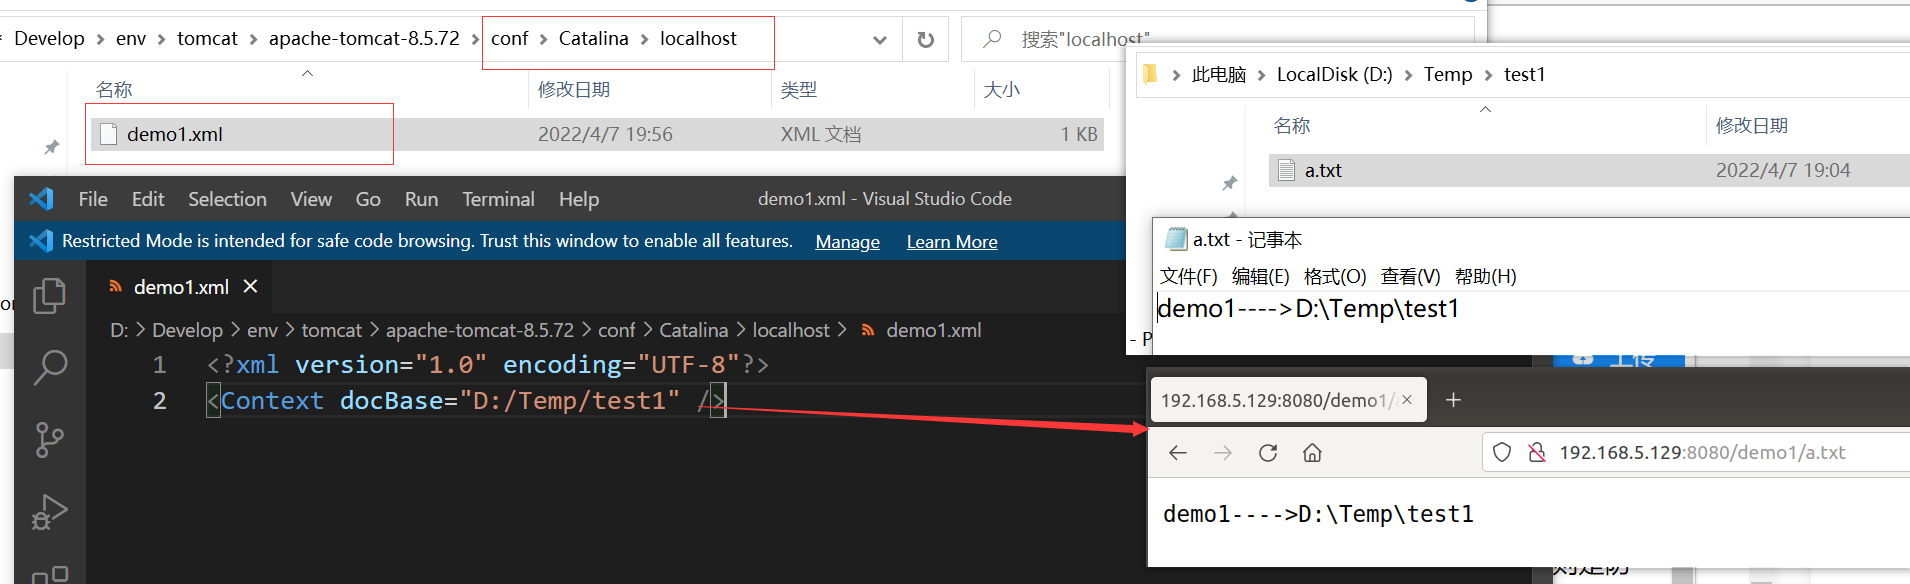 Develop > env > tomcat > apache-tomcat-8.5.72 > conf > Catalina > localhost
搜索"localhost"
名称 修改日期 类型 大小
demo1.xml 2022/4/7 19:56 XML 文档 1 KB
此电脑 > LocalDisk (D:) > Temp > test1
名称 修改日期
a.txt 2022/4/7 19:04
File Edit Selection View Go Run Terminal Help demo1.xml - Visual Studio Code
Restricted Mode is intended for safe code browsing. Trust this window to enable all features. Manage Learn More
demo1.xml
D: > Develop > env > tomcat > apache-tomcat-8.5.72 > conf > Catalina > localhost > demo1.xml
1 <?xml version="1.0" encoding="UTF-8"?>
2 <Context docBase="D:/Temp/test1" />
a.txt - 记事本
文件(F) 编辑(E) 格式(O) 查看(V) 帮助(H)
demo1---->D:\Temp\test1
- P
上传
192.168.5.129:8080/demo1/
192.168.5.129:8080/demo1/a.txt
demo1---->D:\Temp\test1